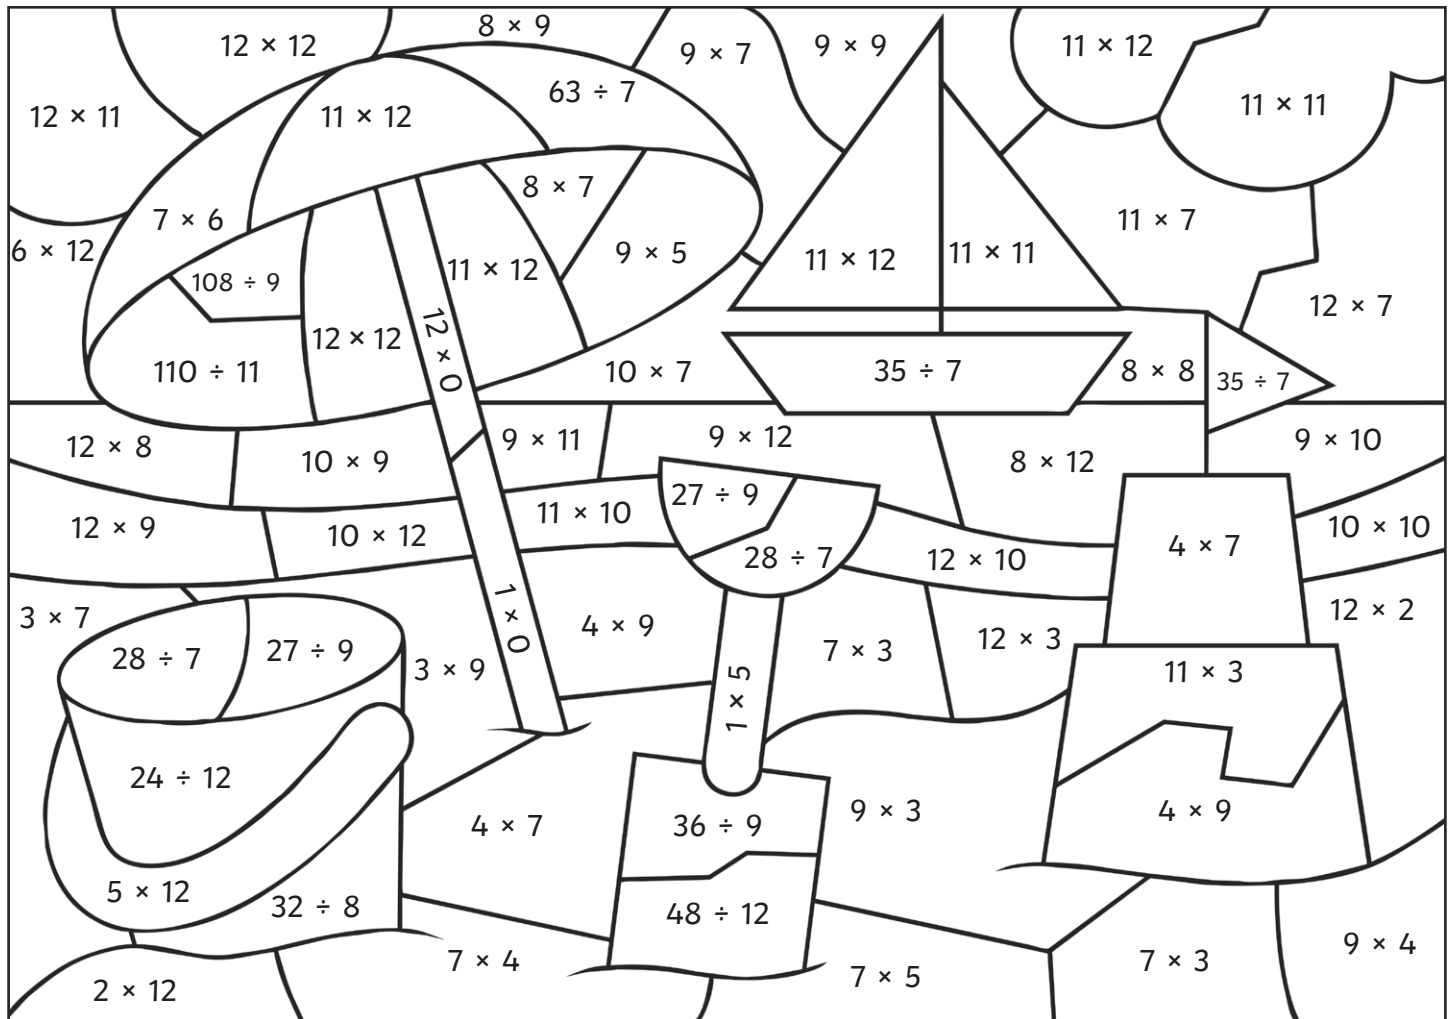 8 × 9
12 × 12
9 × 7
9 × 9
11 × 12
63 ÷ 7
11 × 11
12 × 11
11 × 12
8 × 7
7 × 6
11 × 7
6 × 12
9 × 5
11 × 12
11 × 11
11 × 12
108 ÷ 9
12 × 7
12 × 12
12 × 0
110 ÷ 11
10 × 7
35 ÷ 7
8 × 8
35 ÷ 7
12 × 8
10 × 9
9 × 11
9 × 12
8 × 12
9 × 10
27 ÷ 9
12 × 9
10 × 12
11 × 10
28 ÷ 7
12 × 10
4 × 7
10 × 10
3 × 7
1 × 0
4 × 9
7 × 3
12 × 3
12 × 2
28 ÷ 7
27 ÷ 9
3 × 9
1 × 5
11 × 3
24 ÷ 12
4 × 7
36 ÷ 9
9 × 3
4 × 9
5 × 12
32 ÷ 8
48 ÷ 12
9 × 4
7 × 4
7 × 5
7 × 3
2 × 12